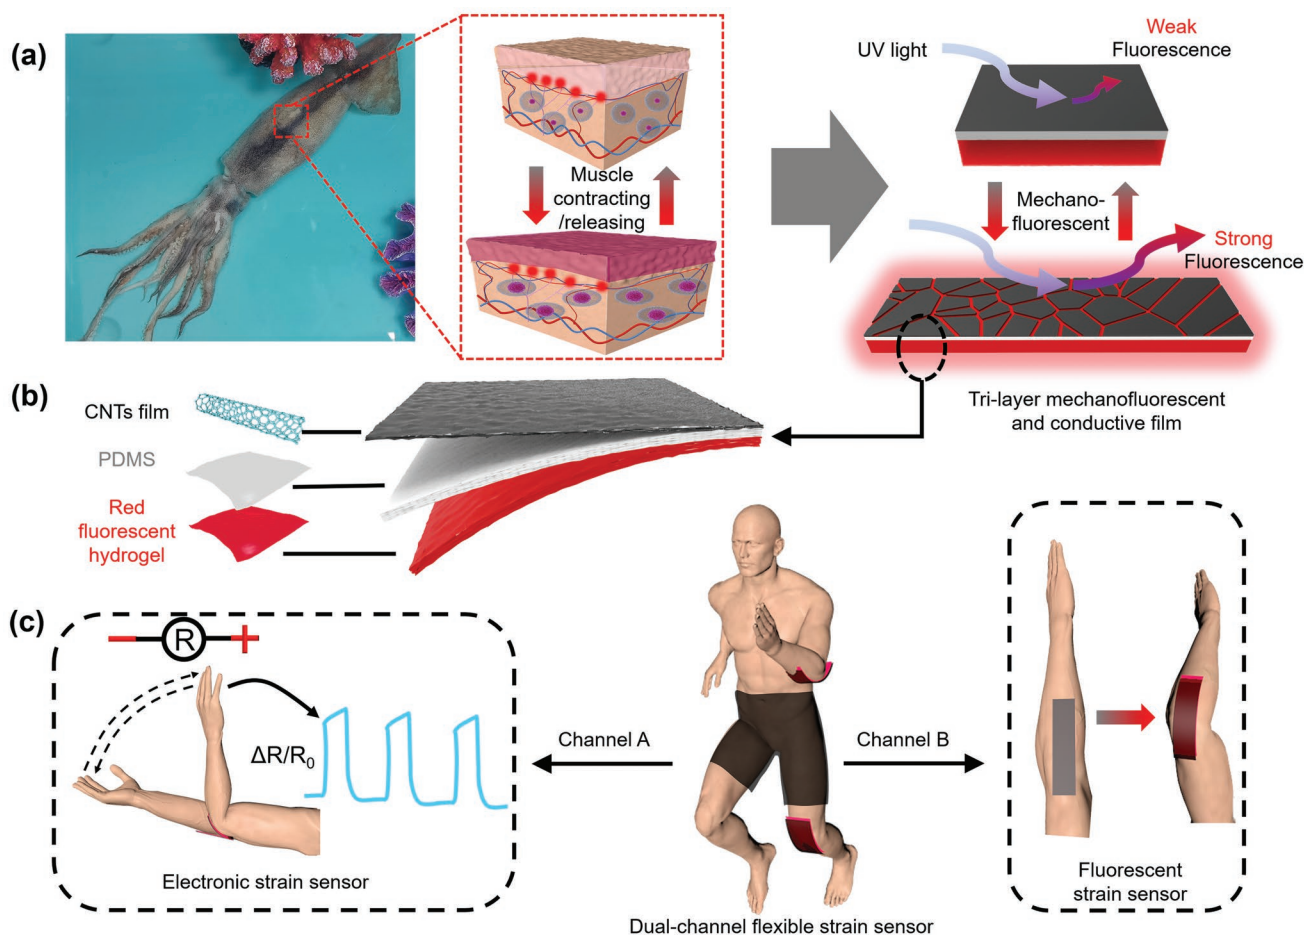 (a)
Muscle
contracting
/releasing
UV light
Weak
Fluorescence
Mechano-
fluorescent
Strong
Fluorescence
Tri-layer mechanofluorescent
and conductive film
(b)
CNTs film
PDMS
Red
fluorescent
hydrogel
(c)
R
ΔR/R0
Electronic strain sensor
Channel A
Channel B
Dual-channel flexible strain sensor
Fluorescent
strain sensor